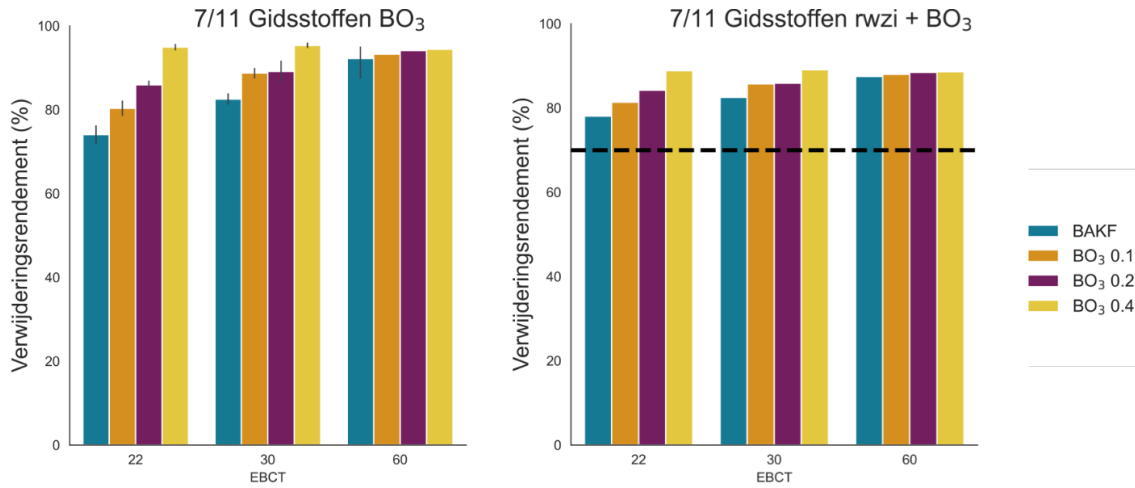 7/11 Gidsstoffen BO₃
Verwijderingsrendement (%)
100
80
60
40
20
0
22
30
60
EBCT
7/11 Gidsstoffen rwzi + BO₃
Verwijderingsrendement (%)
100
80
60
40
20
0
22
30
60
EBCT
BAKF
BO₃ 0.1
BO₃ 0.2
BO₃ 0.4